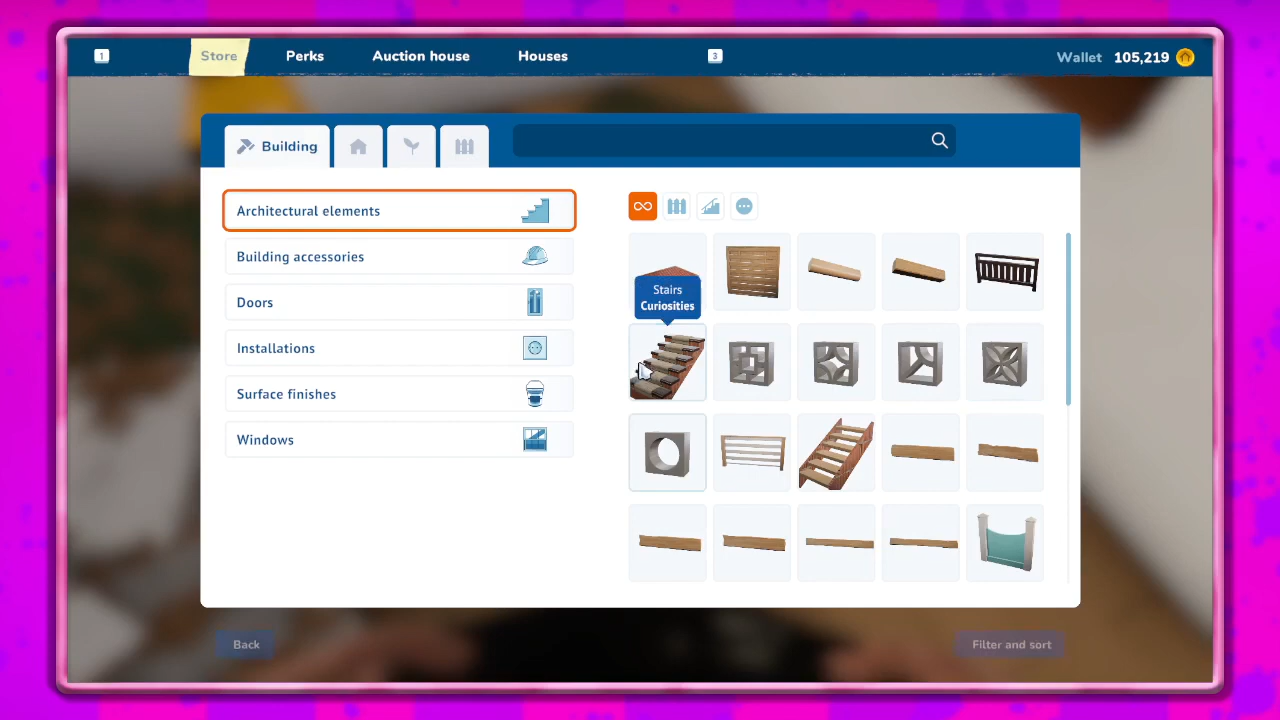 1
Store
Perks
Auction house
Houses
3
Wallet 105,219
Building
Architectural elements
Building accessories
Doors
Installations
Surface finishes
Windows
Stairs
Curiosities
Back
Filter and sort